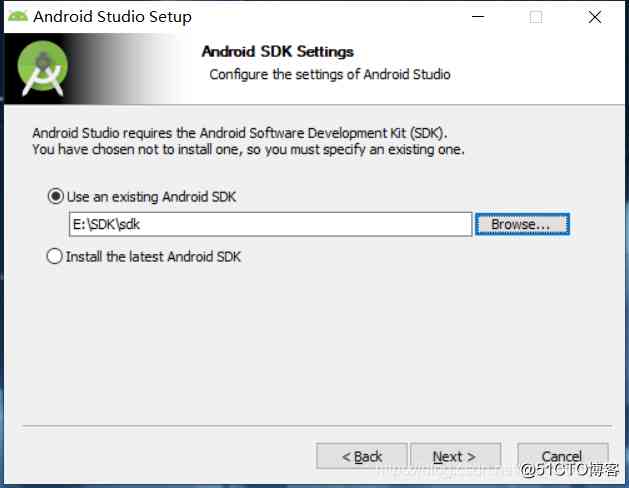 Android Studio Setup
Android SDK Settings
Configure the settings of Android Studio
Android Studio requires the Android Software Development Kit (SDK).
You have chosen not to install one, so you must specify an existing one.
Use an existing Android SDK
E:\SDK\sdk
Browse...
Install the latest Android SDK
< Back
Next >
Cancel
@51CTO博客